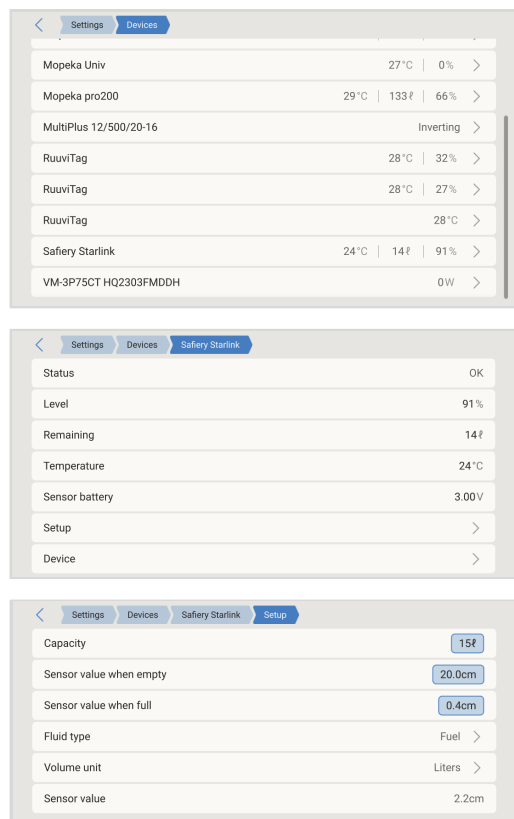 Settings Devices
Mopeka Univ 27°C 0%
Mopeka pro200 29°C 133ℓ 66%
MultiPlus 12/500/20-16 Inverting
RuuviTag 28°C 32%
RuuviTag 28°C 27%
RuuviTag 28°C
Safiery Starlink 24°C 14ℓ 91%
VM-3P75CT HQ2303FMDDH 0W
Settings Devices Safiery Starlink
Status OK
Level 91%
Remaining 14ℓ
Temperature 24°C
Sensor battery 3.00V
Setup
Device
Settings Devices Safiery Starlink Setup
Capacity 15ℓ
Sensor value when empty 20.0cm
Sensor value when full 0.4cm
Fluid type Fuel
Volume unit Liters
Sensor value 2.2cm